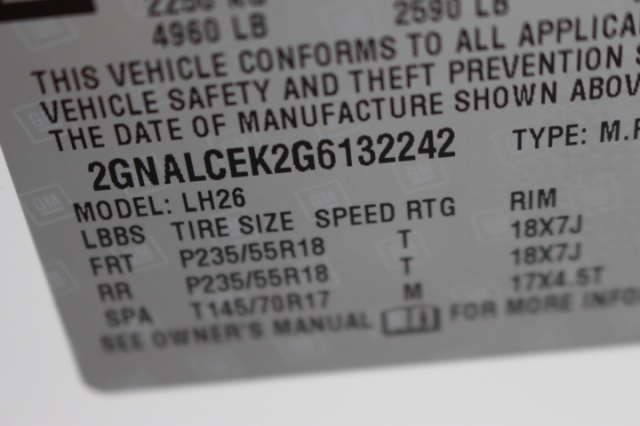 2250 KG
4960 LB 2590 LB
THIS VEHICLE CONFORMS TO ALL APPLICA
VEHICLE SAFETY AND THEFT PREVENTION S
THE DATE OF MANUFACTURE SHOWN ABOV
2GNALCEK2G6132242 TYPE: M.P
MODEL: LH26
LBBS TIRE SIZE SPEED RTG RIM
FRT P235/55R18 T 18X7J
RR P235/55R18 T 18X7J
SPA T145/70R17 M 17X4.5T
SEE OWNER'S MANUAL FOR MORE INFO